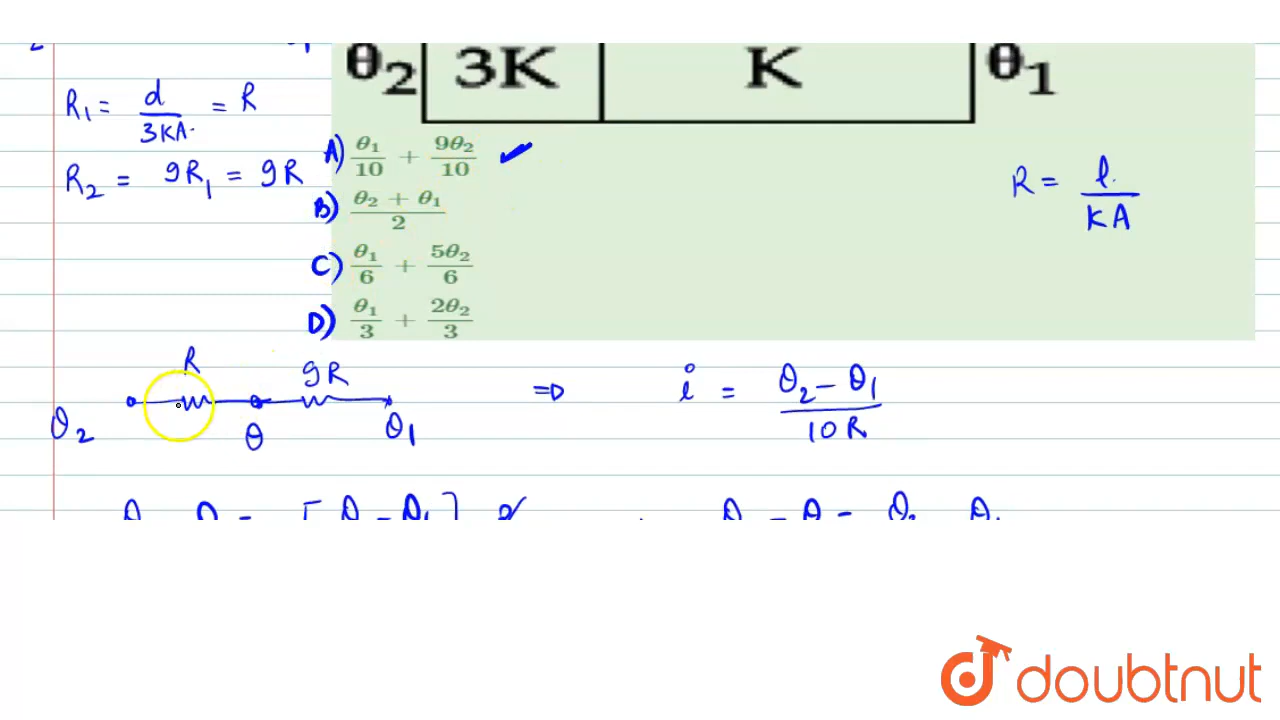 θ2 3K K θ1
R1 = d/3KA. = R
R2 = 9R1 = 9R
A) θ1/10 + 9θ2/10 ✓
B) θ2 + θ1/2
C) θ1/6 + 5θ2/6
D) θ1/3 + 2θ2/3
R = l./KA
R 9R
θ2 θ θ1
⇒ i = θ2 - θ1/10R
doubtnut